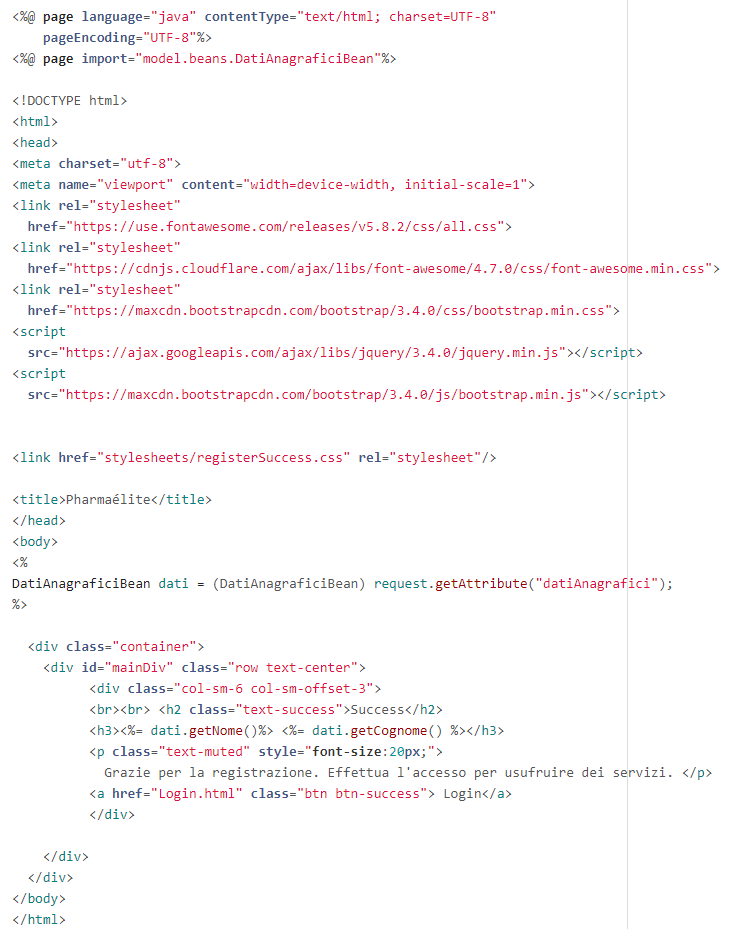 <%@ page language="java" contentType="text/html; charset=UTF-8"
    pageEncoding="UTF-8"%>
<%@ page import="model.beans.DatiAnagraficiBean"%>

<!DOCTYPE html>
<html>
<head>
<meta charset="utf-8">
<meta name="viewport" content="width=device-width, initial-scale=1">
<link rel="stylesheet"
  href="https://use.fontawesome.com/releases/v5.8.2/css/all.css">
<link rel="stylesheet"
  href="https://cdnjs.cloudflare.com/ajax/libs/font-awesome/4.7.0/css/font-awesome.min.css">
<link rel="stylesheet"
  href="https://maxcdn.bootstrapcdn.com/bootstrap/3.4.0/css/bootstrap.min.css">
<script
  src="https://ajax.googleapis.com/ajax/libs/jquery/3.4.0/jquery.min.js"></script>
<script
  src="https://maxcdn.bootstrapcdn.com/bootstrap/3.4.0/js/bootstrap.min.js"></script>


<link href="stylesheets/registerSuccess.css" rel="stylesheet"/>

<title>Pharmaélite</title>
</head>
<body>
<%
DatiAnagraficiBean dati = (DatiAnagraficiBean) request.getAttribute("datiAnagrafici");
%>

  <div class="container">
    <div id="mainDiv" class="row text-center">
          <div class="col-sm-6 col-sm-offset-3">
          <br><br> <h2 class="text-success">Success</h2>
          <h3><%= dati.getNome()%> <%= dati.getCognome() %></h3>
          <p class="text-muted" style="font-size:20px;">
            Grazie per la registrazione. Effettua l'accesso per usufruire dei servizi. </p>
          <a href="Login.html" class="btn btn-success"> Login</a>
          </div>

    </div>
  </div>
</body>
</html>